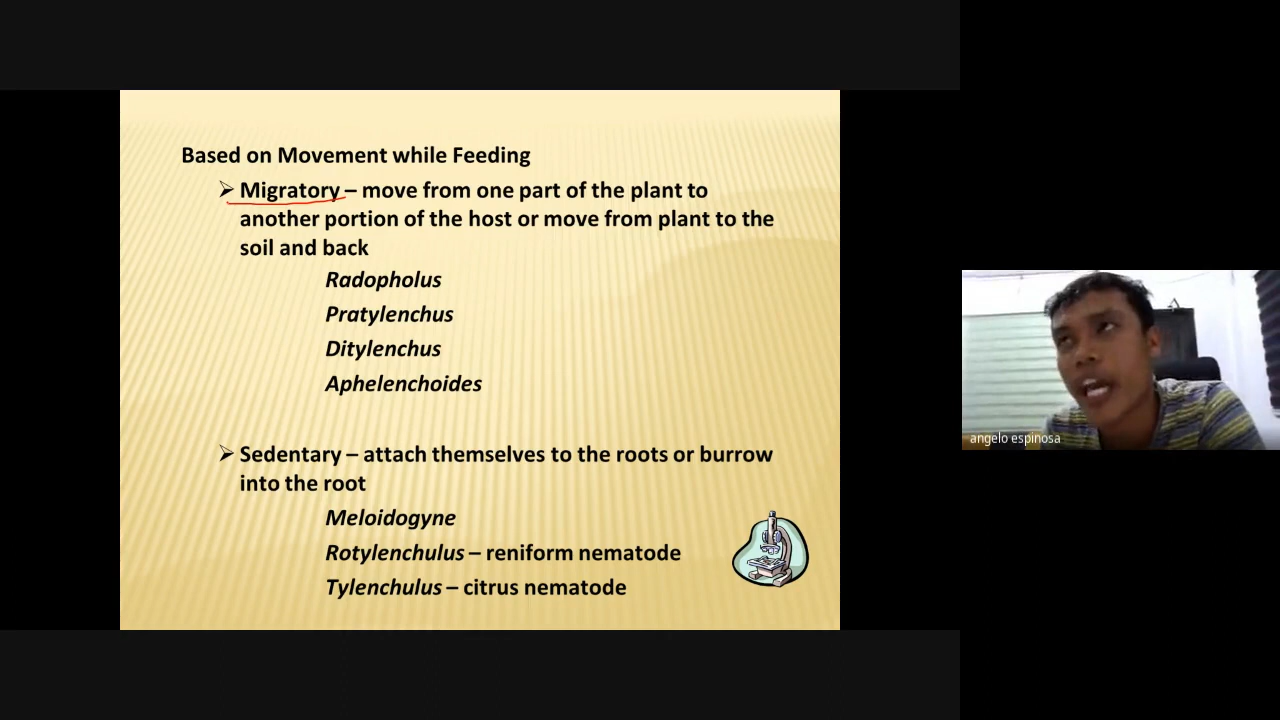 Based on Movement while Feeding
➢ Migratory – move from one part of the plant to
another portion of the host or move from plant to the
soil and back
Radopholus
Pratylenchus
Ditylenchus
Aphelenchoides
➢ Sedentary – attach themselves to the roots or burrow
into the root
Meloidogyne
Rotylenchulus – reniform nematode
Tylenchulus – citrus nematode
angelo espinosa